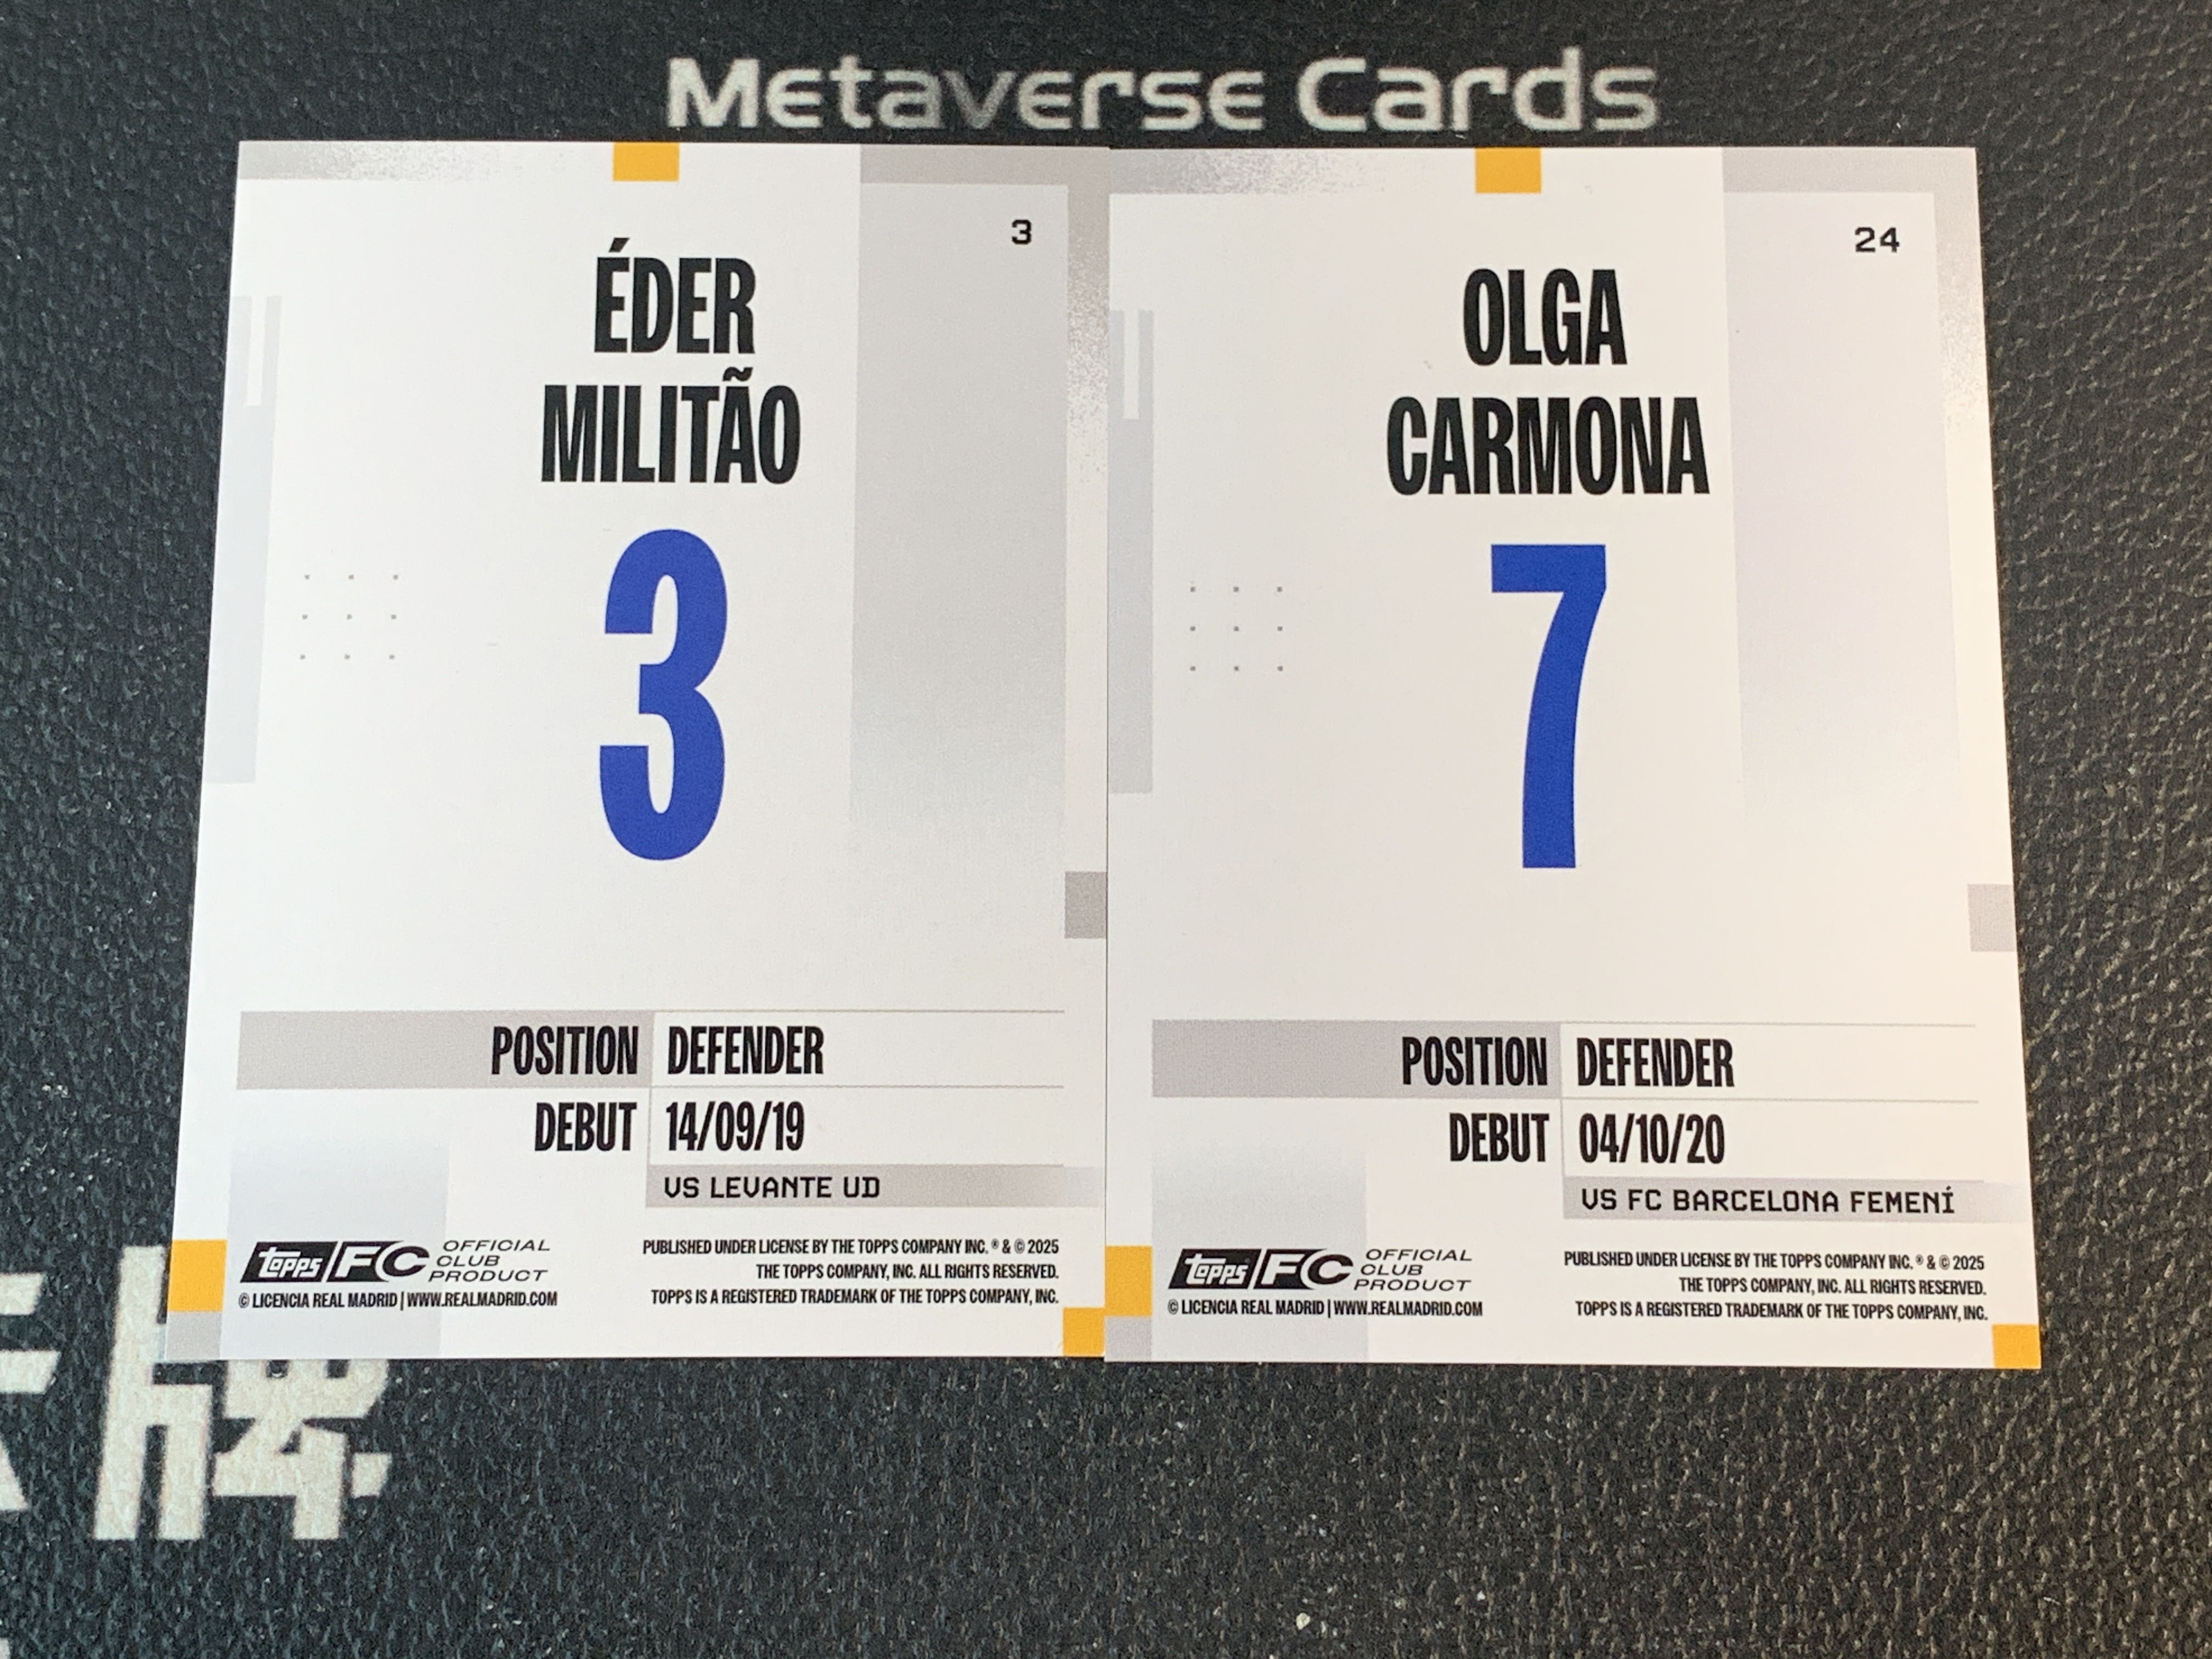 Metaverse Cards
3
ÉDER
MILITÃO
3
POSITION DEFENDER
DEBUT 14/09/19
VS LEVANTE UD
topps FC OFFICIAL
CLUB
PRODUCT
© LICENCIA REAL MADRID | WWW.REALMADRID.COM
PUBLISHED UNDER LICENSE BY THE TOPPS COMPANY INC. ® & © 2025
THE TOPPS COMPANY, INC. ALL RIGHTS RESERVED.
TOPPS IS A REGISTERED TRADEMARK OF THE TOPPS COMPANY, INC.
24
OLGA
CARMONA
7
POSITION DEFENDER
DEBUT 04/10/20
VS FC BARCELONA FEMENÍ
topps FC OFFICIAL
CLUB
PRODUCT
© LICENCIA REAL MADRID | WWW.REALMADRID.COM
PUBLISHED UNDER LICENSE BY THE TOPPS COMPANY INC. ® & © 2025
THE TOPPS COMPANY, INC. ALL RIGHTS RESERVED.
TOPPS IS A REGISTERED TRADEMARK OF THE TOPPS COMPANY, INC.